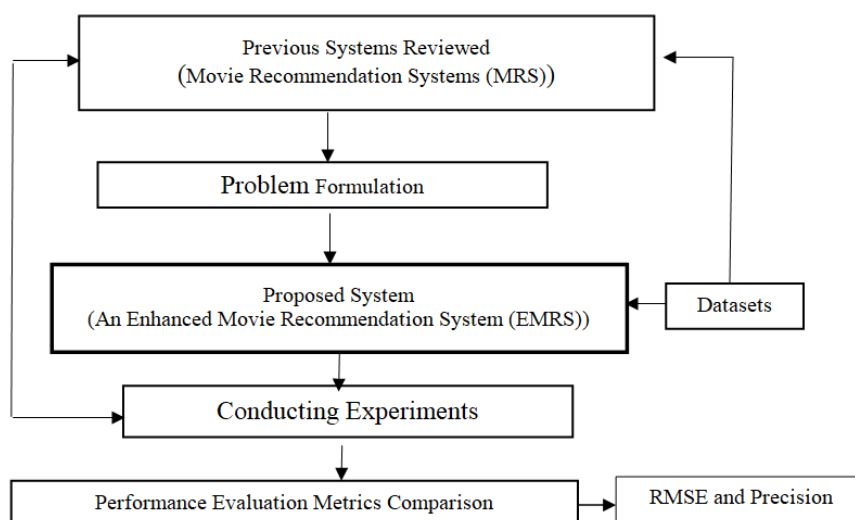 Previous Systems Reviewed
(Movie Recommendation Systems (MRS))
Problem Formulation
Proposed System
(An Enhanced Movie Recommendation System (EMRS))
Datasets
Conducting Experiments
Performance Evaluation Metrics Comparison
RMSE and Precision